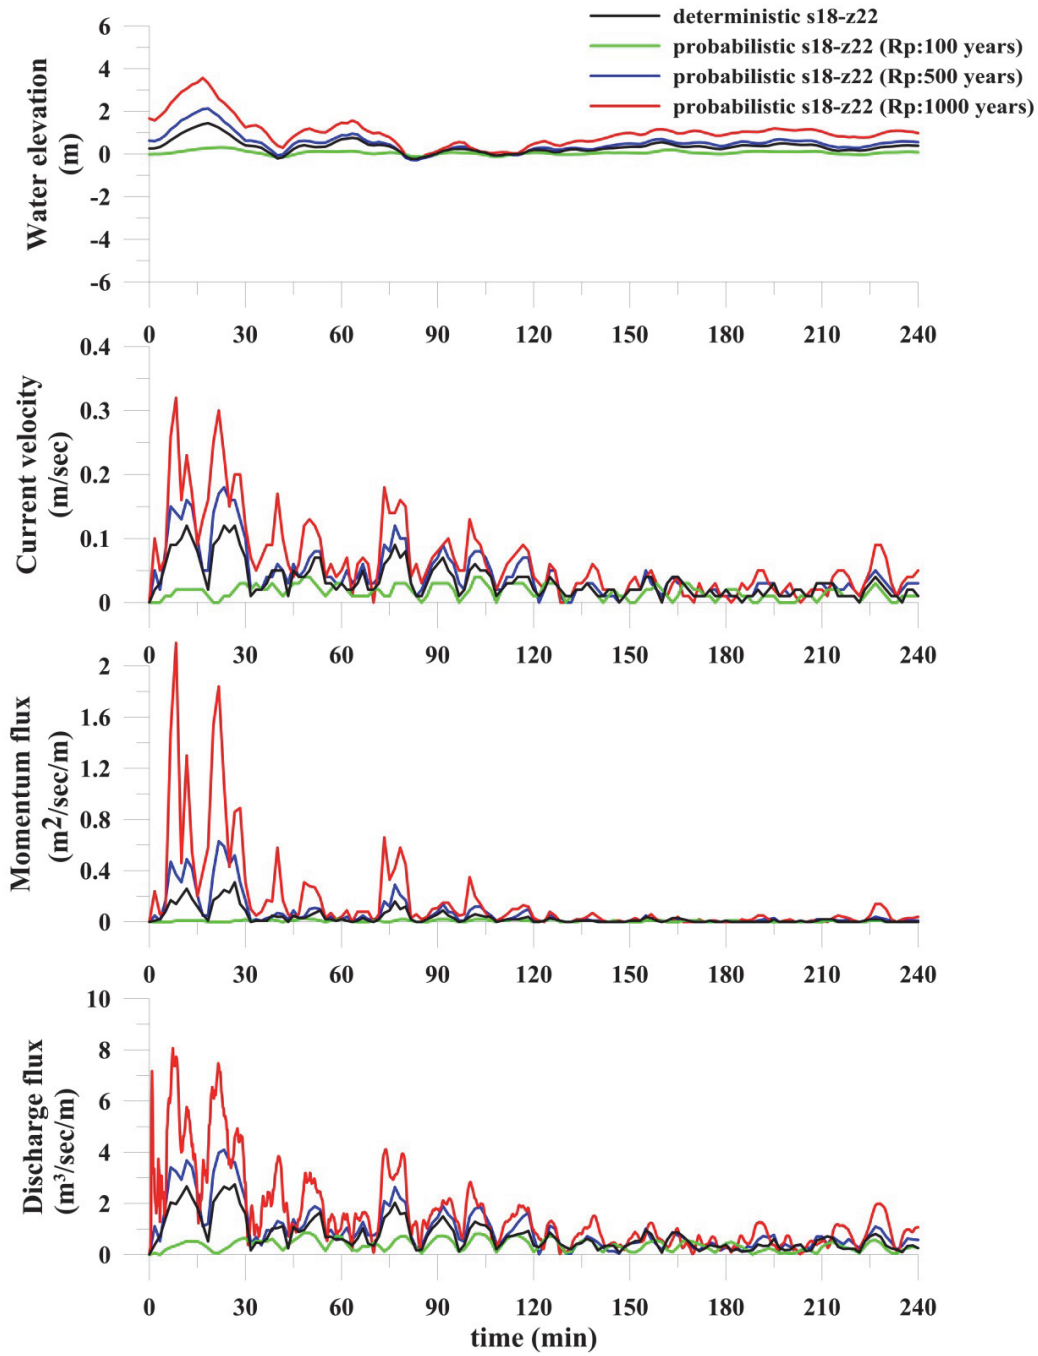 deterministic s18-z22
probabilistic s18-z22 (Rp:100 years)
probabilistic s18-z22 (Rp:500 years)
probabilistic s18-z22 (Rp:1000 years)
Water elevation
(m)
6
4
2
0
-2
-4
-6
0 30 60 90 120 150 180 210 240
Current velocity
(m/sec)
0.4
0.3
0.2
0.1
0
0 30 60 90 120 150 180 210 240
Momentum flux
(m²/sec/m)
2
1.6
1.2
0.8
0.4
0
0 30 60 90 120 150 180 210 240
Discharge flux
(m³/sec/m)
10
8
6
4
2
0
0 30 60 90 120 150 180 210 240
time (min)